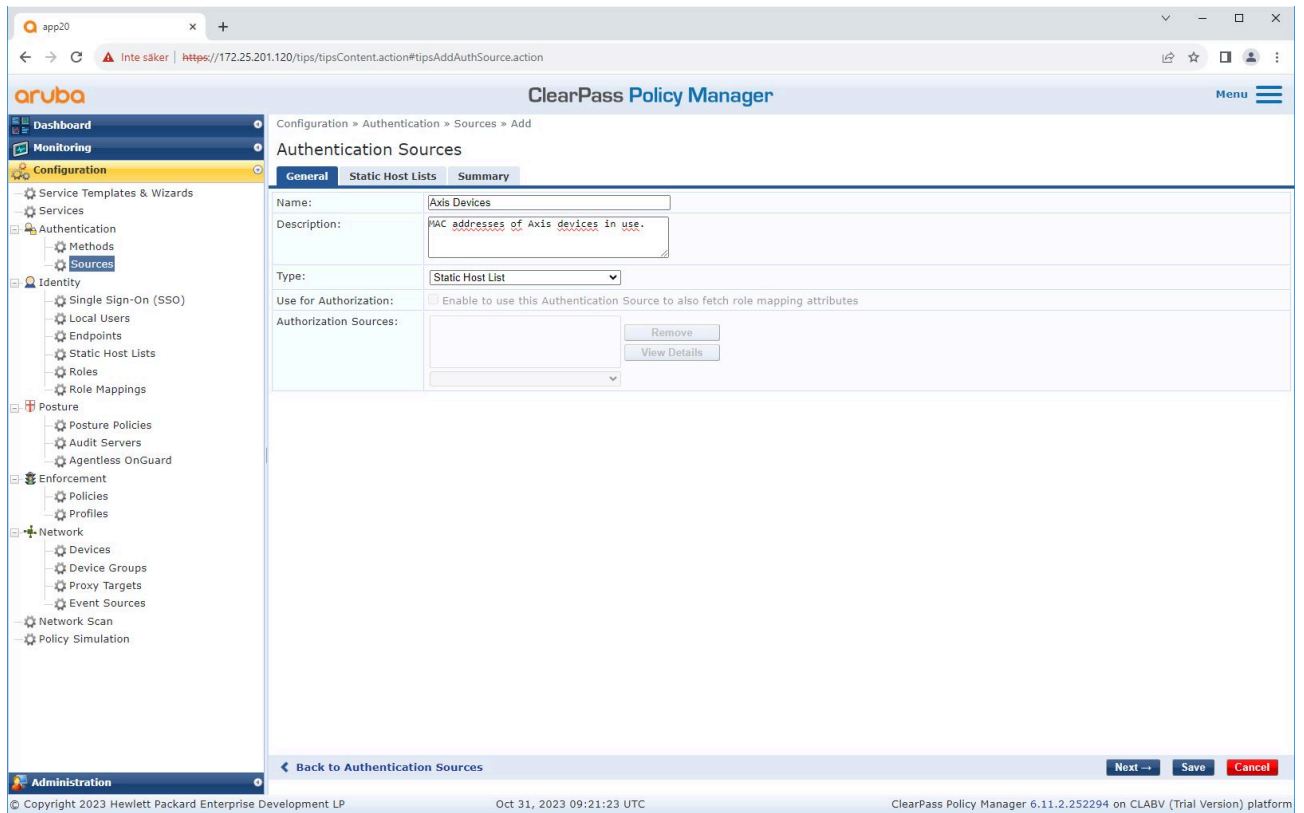 app20
Inte säker | https://172.25.201.120/tips/tipsContent.action#tipsAddAuthSource.action
aruba
ClearPass Policy Manager
Menu
Dashboard
Monitoring
Configuration
Service Templates & Wizards
Services
Authentication
Methods
Sources
Identity
Single Sign-On (SSO)
Local Users
Endpoints
Static Host Lists
Roles
Role Mappings
Posture
Posture Policies
Audit Servers
Agentless OnGuard
Enforcement
Policies
Profiles
Network
Devices
Device Groups
Proxy Targets
Event Sources
Network Scan
Policy Simulation
Administration
Configuration » Authentication » Sources » Add
Authentication Sources
General Static Host Lists Summary
Name: Axis Devices
Description: MAC addresses of Axis devices in use.
Type: Static Host List
Use for Authorization: Enable to use this Authentication Source to also fetch role mapping attributes
Authorization Sources:
Remove
View Details
Back to Authentication Sources
Next → Save Cancel
© Copyright 2023 Hewlett Packard Enterprise Development LP Oct 31, 2023 09:21:23 UTC ClearPass Policy Manager 6.11.2.252294 on CLABV (Trial Version) platform